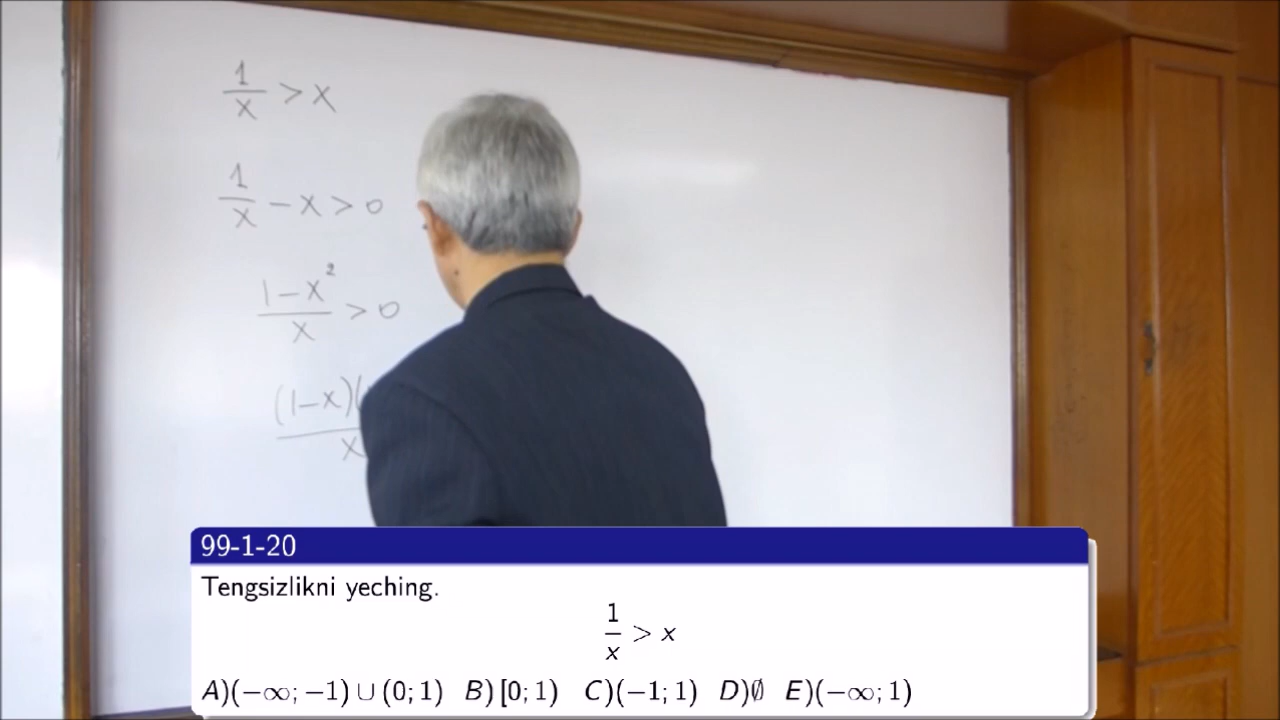 1/x > x
1/x − x > 0
(1−x²)/x > 0
(1−x)(
x
99-1-20
Tengsizlikni yeching.
1/x > x
A)(−∞; −1) ∪ (0; 1) B) [0; 1) C)(−1; 1) D)∅ E)(−∞; 1)